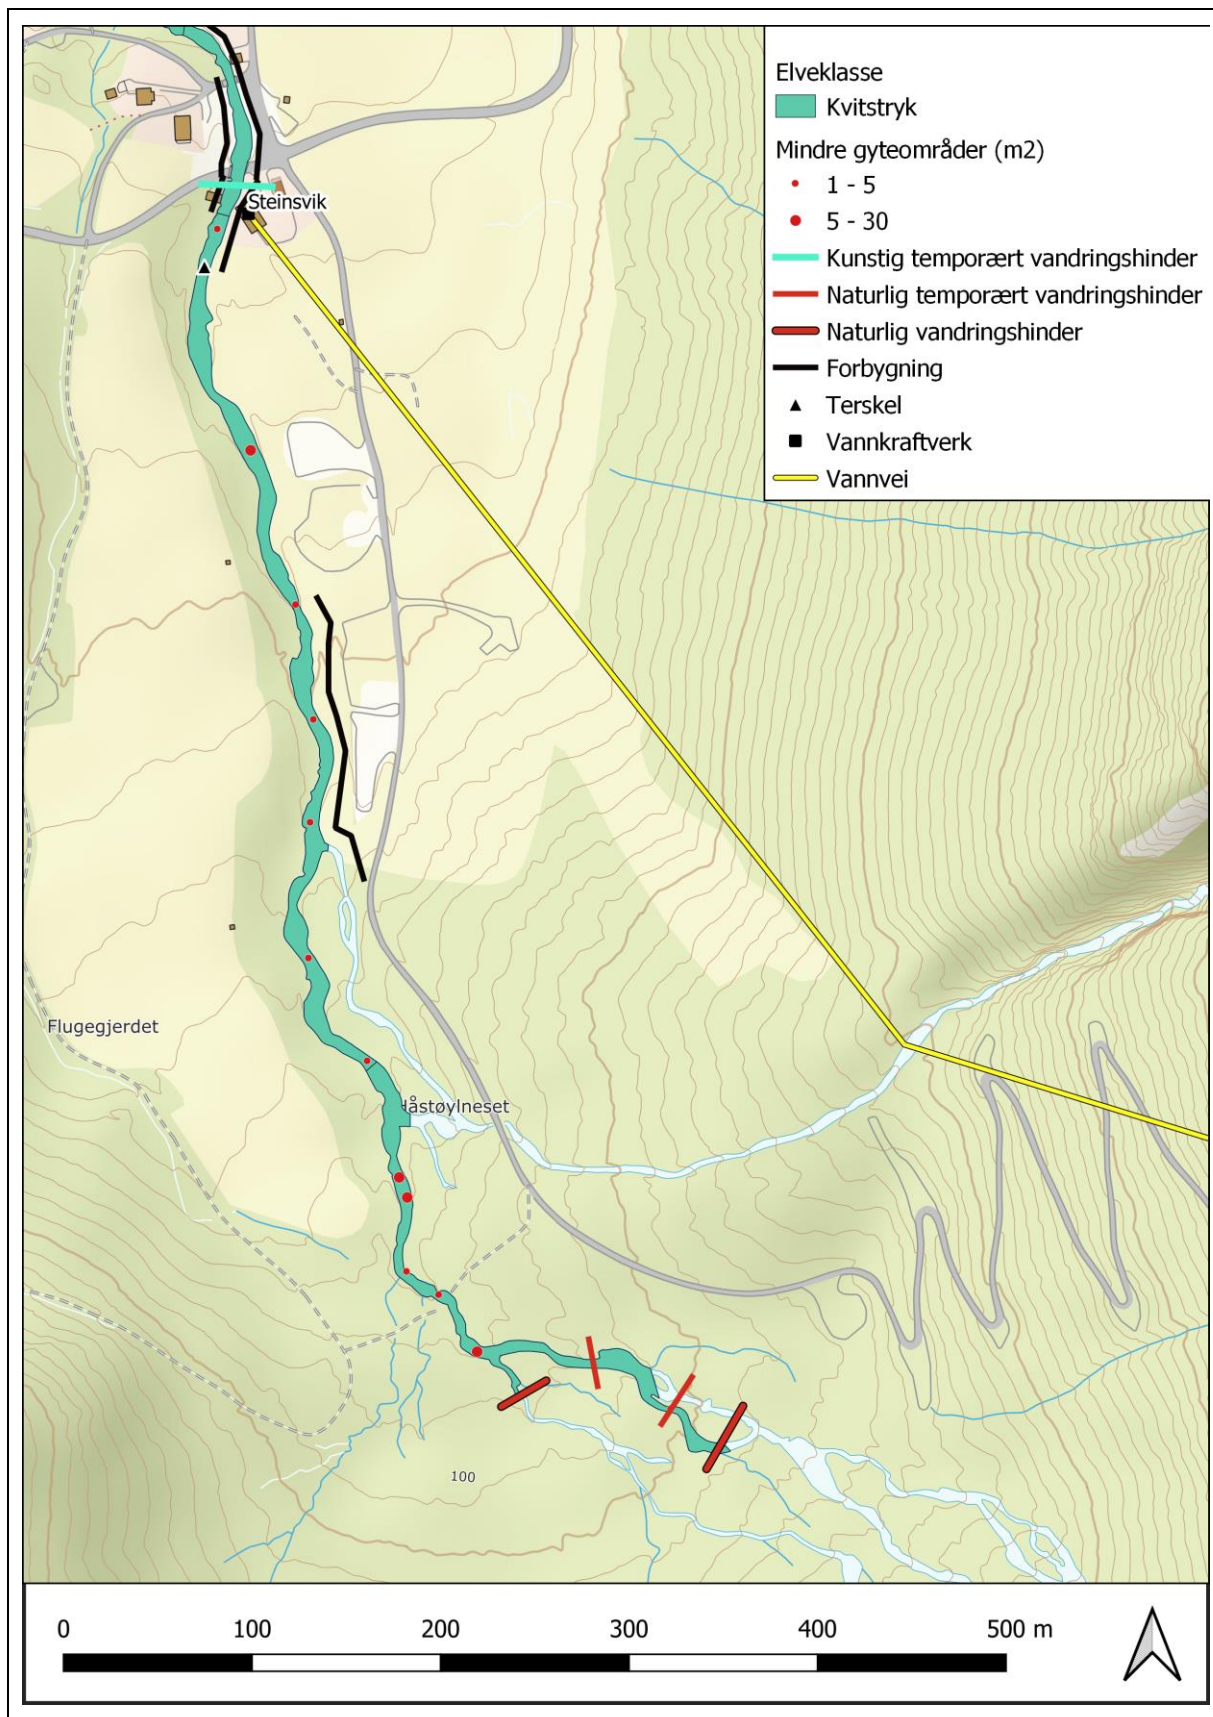 Elveklasse
Kvitstryk
Mindre gyteområder (m2)
1 - 5
5 - 30
Kunstig temporært vandringshinder
Naturlig temporært vandringshinder
Naturlig vandringshinder
Forbygning
Terskel
Vannkraftverk
Vannvei
Steinsvik
Flugegjerdet
Håstøylneset
100
0 100 200 300 400 500 m